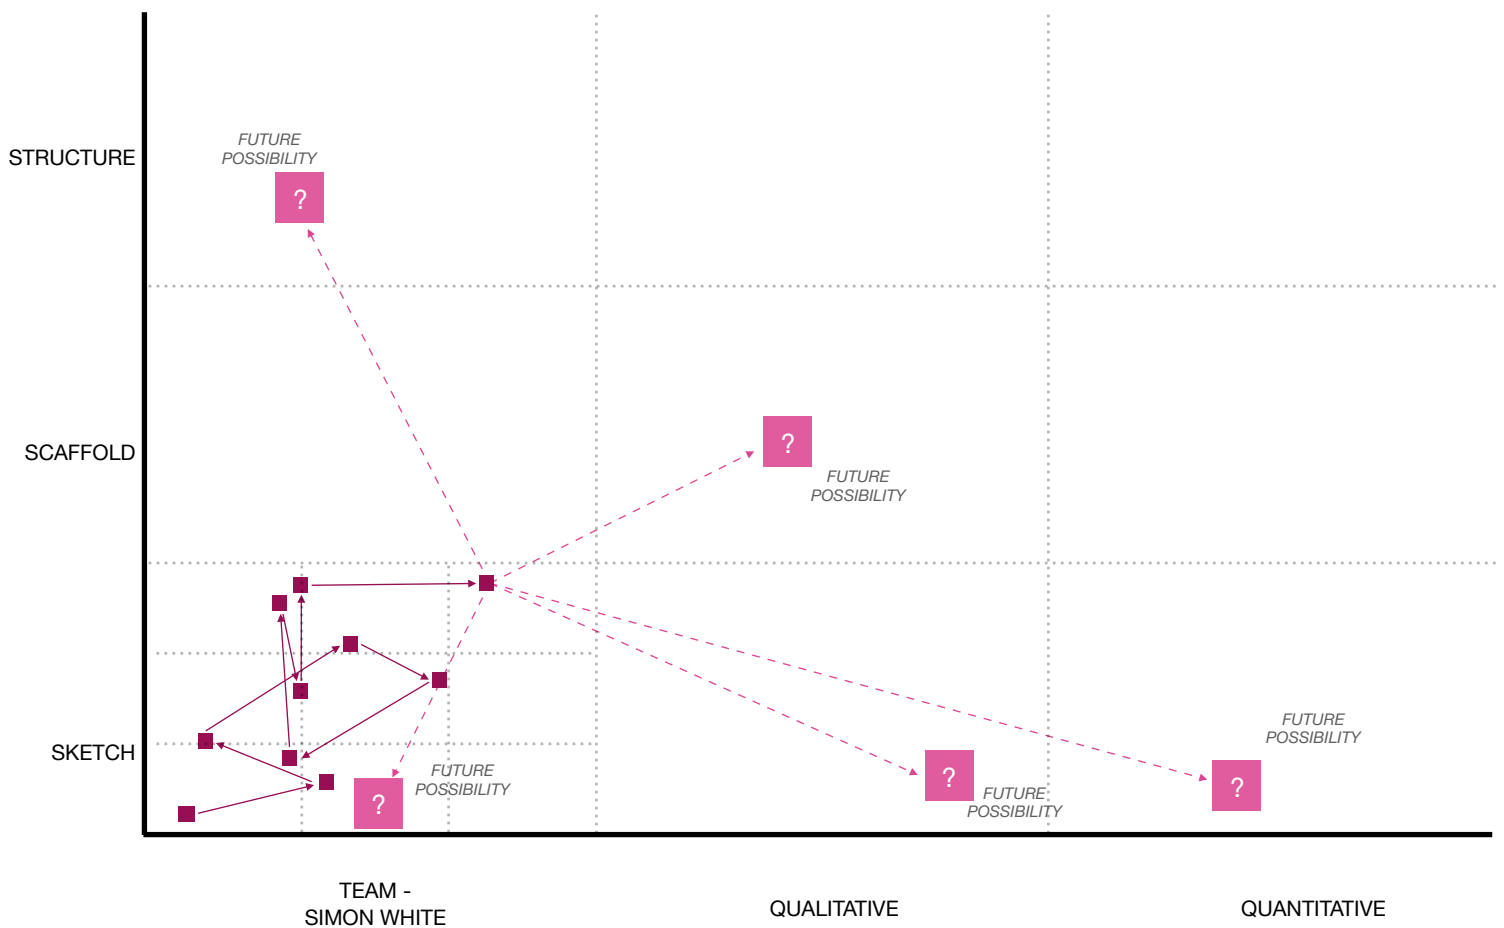 FUTURE
POSSIBILITY
STRUCTURE
?
?
SCAFFOLD
FUTURE
POSSIBILITY
FUTURE
POSSIBILITY
SKETCH
FUTURE
POSSIBILITY
?
?
?
FUTURE
POSSIBILITY
TEAM -
SIMON WHITE
QUALITATIVE
QUANTITATIVE